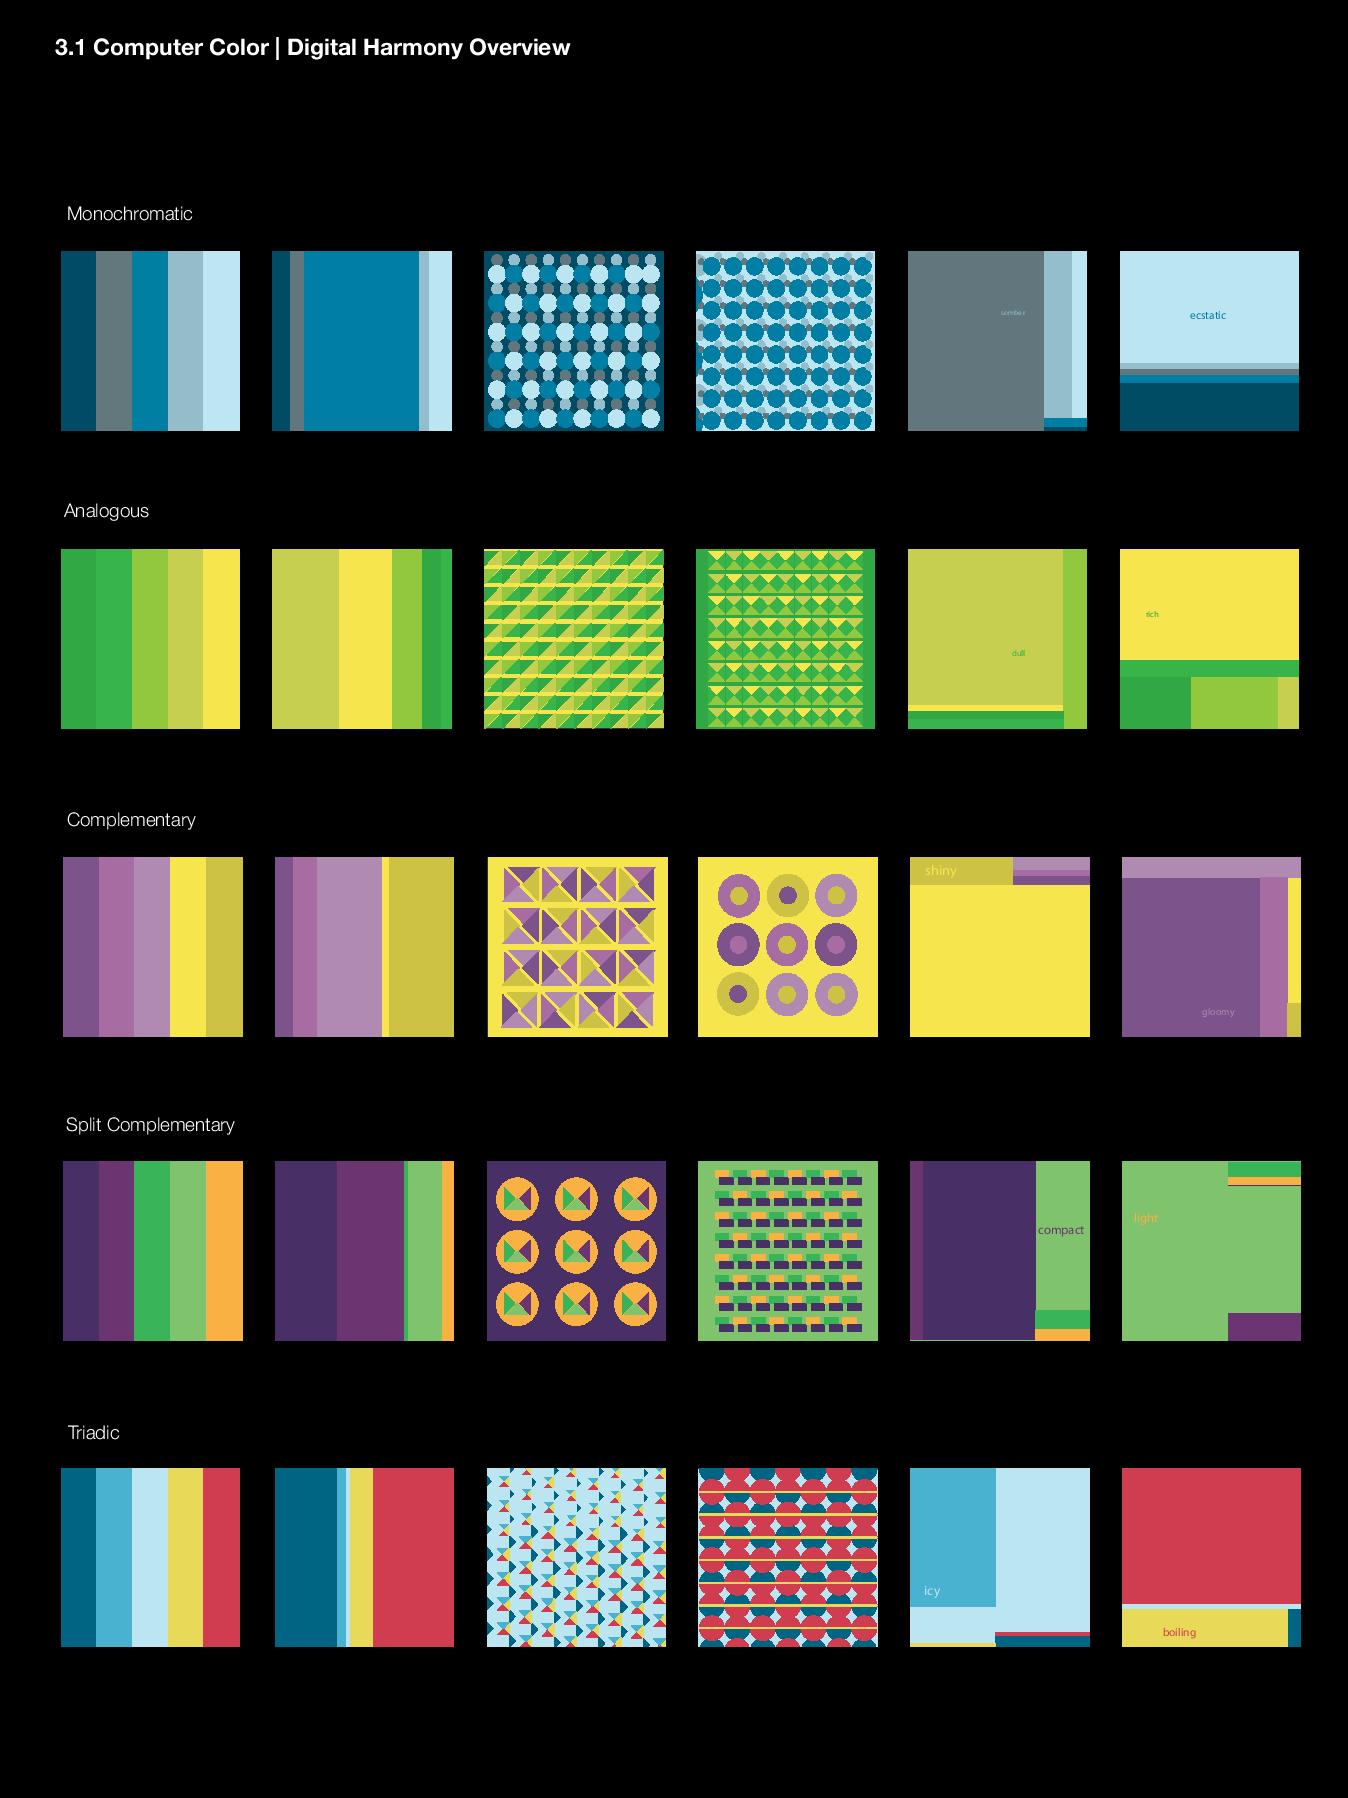 3.1 Computer Color | Digital Harmony Overview
Monochromatic
somber
ecstatic
Analogous
dull
rich
Complementary
shiny
gloomy
Split Complementary
compact
light
Triadic
icy
boiling